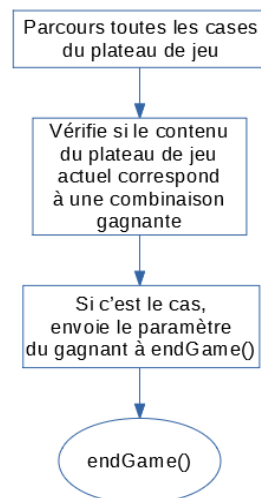 Parcours toutes les cases
du plateau de jeu
Vérifie si le contenu
du plateau de jeu
actuel correspond
à une combinaison
gagnante
Si c'est le cas,
envoie le paramètre
du gagnant à endGame()
endGame()